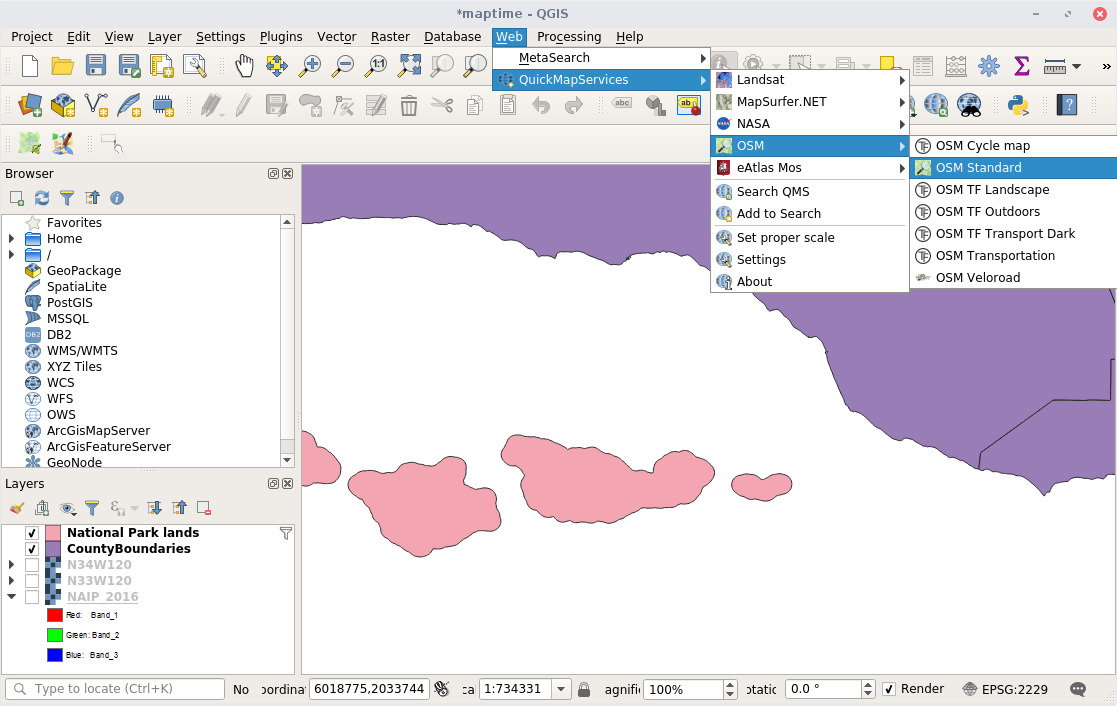 *maptime - QGIS
Project Edit View Layer Settings Plugins Vector Raster Database Web Processing Help
MetaSearch
QuickMapServices
Landsat
MapSurfer.NET
NASA
OSM
eAtlas Mos
Search QMS
Add to Search
Set proper scale
Settings
About
OSM Cycle map
OSM Standard
OSM TF Landscape
OSM TF Outdoors
OSM TF Transport Dark
OSM Transportation
OSM Veloroad
Browser
Favorites
Home
/
GeoPackage
SpatiaLite
PostGIS
MSSQL
DB2
WMS/WMTS
XYZ Tiles
WCS
WFS
OWS
ArcGisMapServer
ArcGisFeatureServer
GeoNode
Layers
National Park lands
CountyBoundaries
N34W120
N33W120
NAIP_2016
Red: Band_1
Green: Band_2
Blue: Band_3
Type to locate (Ctrl+K) No oordina 6018775,2033744 ca 1:734331 agnifi 100% otatic 0.0 ° Render EPSG:2229